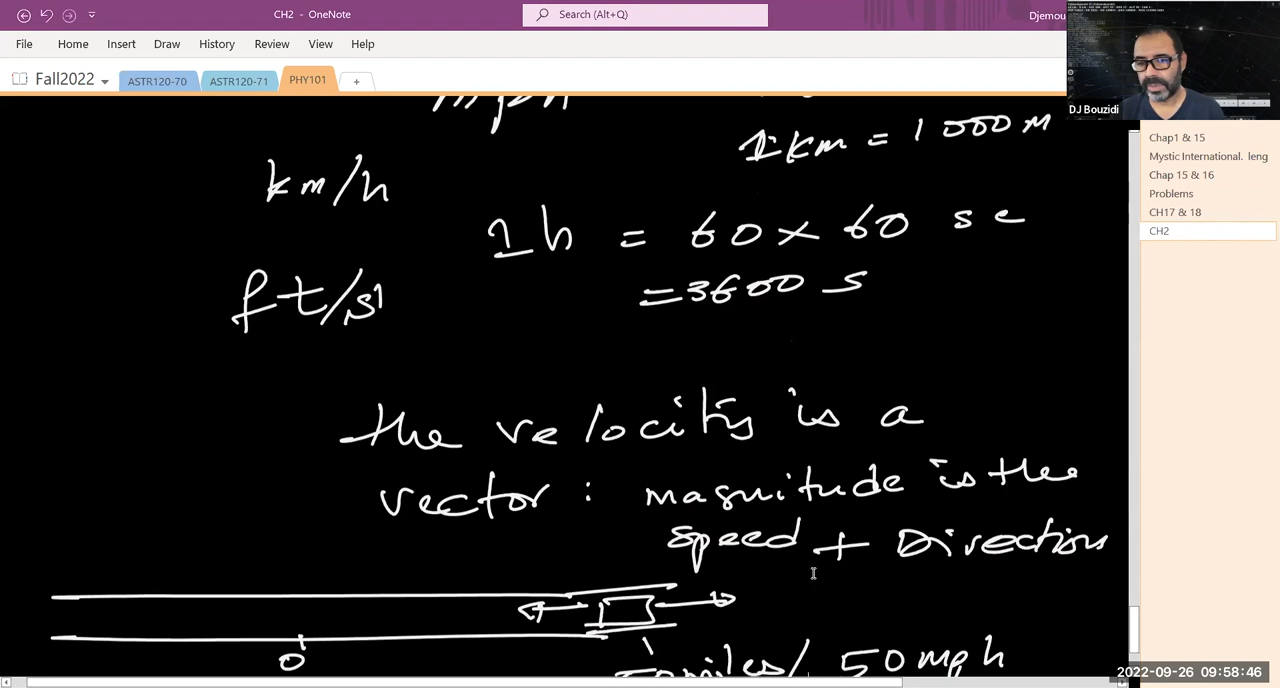 CH2 - OneNote
Search (Alt+Q)
Djemou
File Home Insert Draw History Review View Help
Fall2022 ASTR120-70 ASTR120-71 PHY101 +
DJ Bouzidi
Chap1 & 15
Mystic International. leng
Chap 15 & 16
Problems
CH17 & 18
CH2
1km = 1000 m
km/h
1h = 60 × 60 se
= 3600 s
ft/s
the velocity is a
vector : magnitude is the
speed + Direction
0
50 miles/ 50 mph
2022-09-26 09:58:46